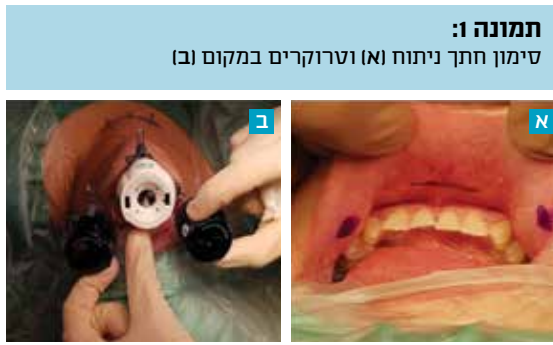 תמונה 1:
סימון חתך ניתוח (א) וטרוקרים במקום (ב)
ב
א